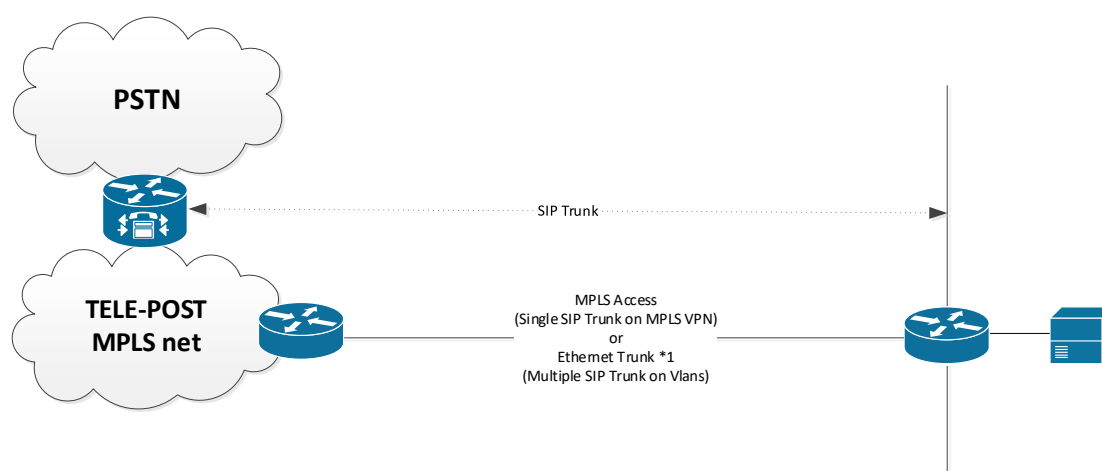 PSTN
SIP Trunk
TELE-POST
MPLS net
MPLS Access
(Single SIP Trunk on MPLS VPN)
or
Ethernet Trunk *1
(Multiple SIP Trunk on Vlans)